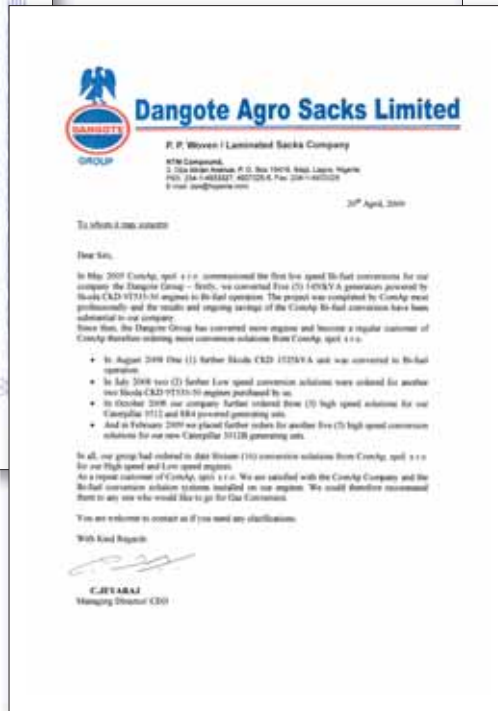 DANGOTE
GROUP
Dangote Agro Sacks Limited
P. P. Woven / Laminated Sacks Company
KTM Compound,
20th April, 2009
To whom it may concern
Dear Sirs,
In May 2005 ComAp, spol. s r.o. commissioned the first low speed Bi-fuel conversions for our
company the Dangote Group – firstly, we converted Five (5) generators powered by
Skoda CKD engines to Bi-fuel operation. The project was completed by ComAp most
professionally and the results and ongoing savings of the ComAp Bi-fuel conversion have been
substantial to our company.
Since then, the Dangote Group has converted more engines and become a regular customer of
ComAp therefore ordering more conversion solutions from ComAp, spol. s r.o.
• In August 2008 One (1) further Skoda CKD unit was converted to Bi-fuel
operation.
• In July 2008 two (2) further Low speed conversion solutions were ordered for another
two Skoda CKD engines purchased by us.
• In October 2008 our company further ordered three (3) high speed solutions for our
Caterpillar 3512 and powered generating sets.
• And in February 2009 we placed further orders for another five (5) high speed conversion
solutions for our new Caterpillar 3512B generating sets.
In all, our group had ordered to date Sixteen (16) conversion solutions from ComAp, spol. s r.o.
for our High speed and Low speed engines.
As a repeat customer of ComAp, spol. s r.o. We are satisfied with the ComAp Company and the
Bi-fuel conversion solution systems installed on our engines. We could therefore recommend
them to any one who would like to go for Gas Conversion.
You are welcome to contact us if you need any clarifications.
With Kind Regards
C.JEYARAJ
Managing Director/ CEO